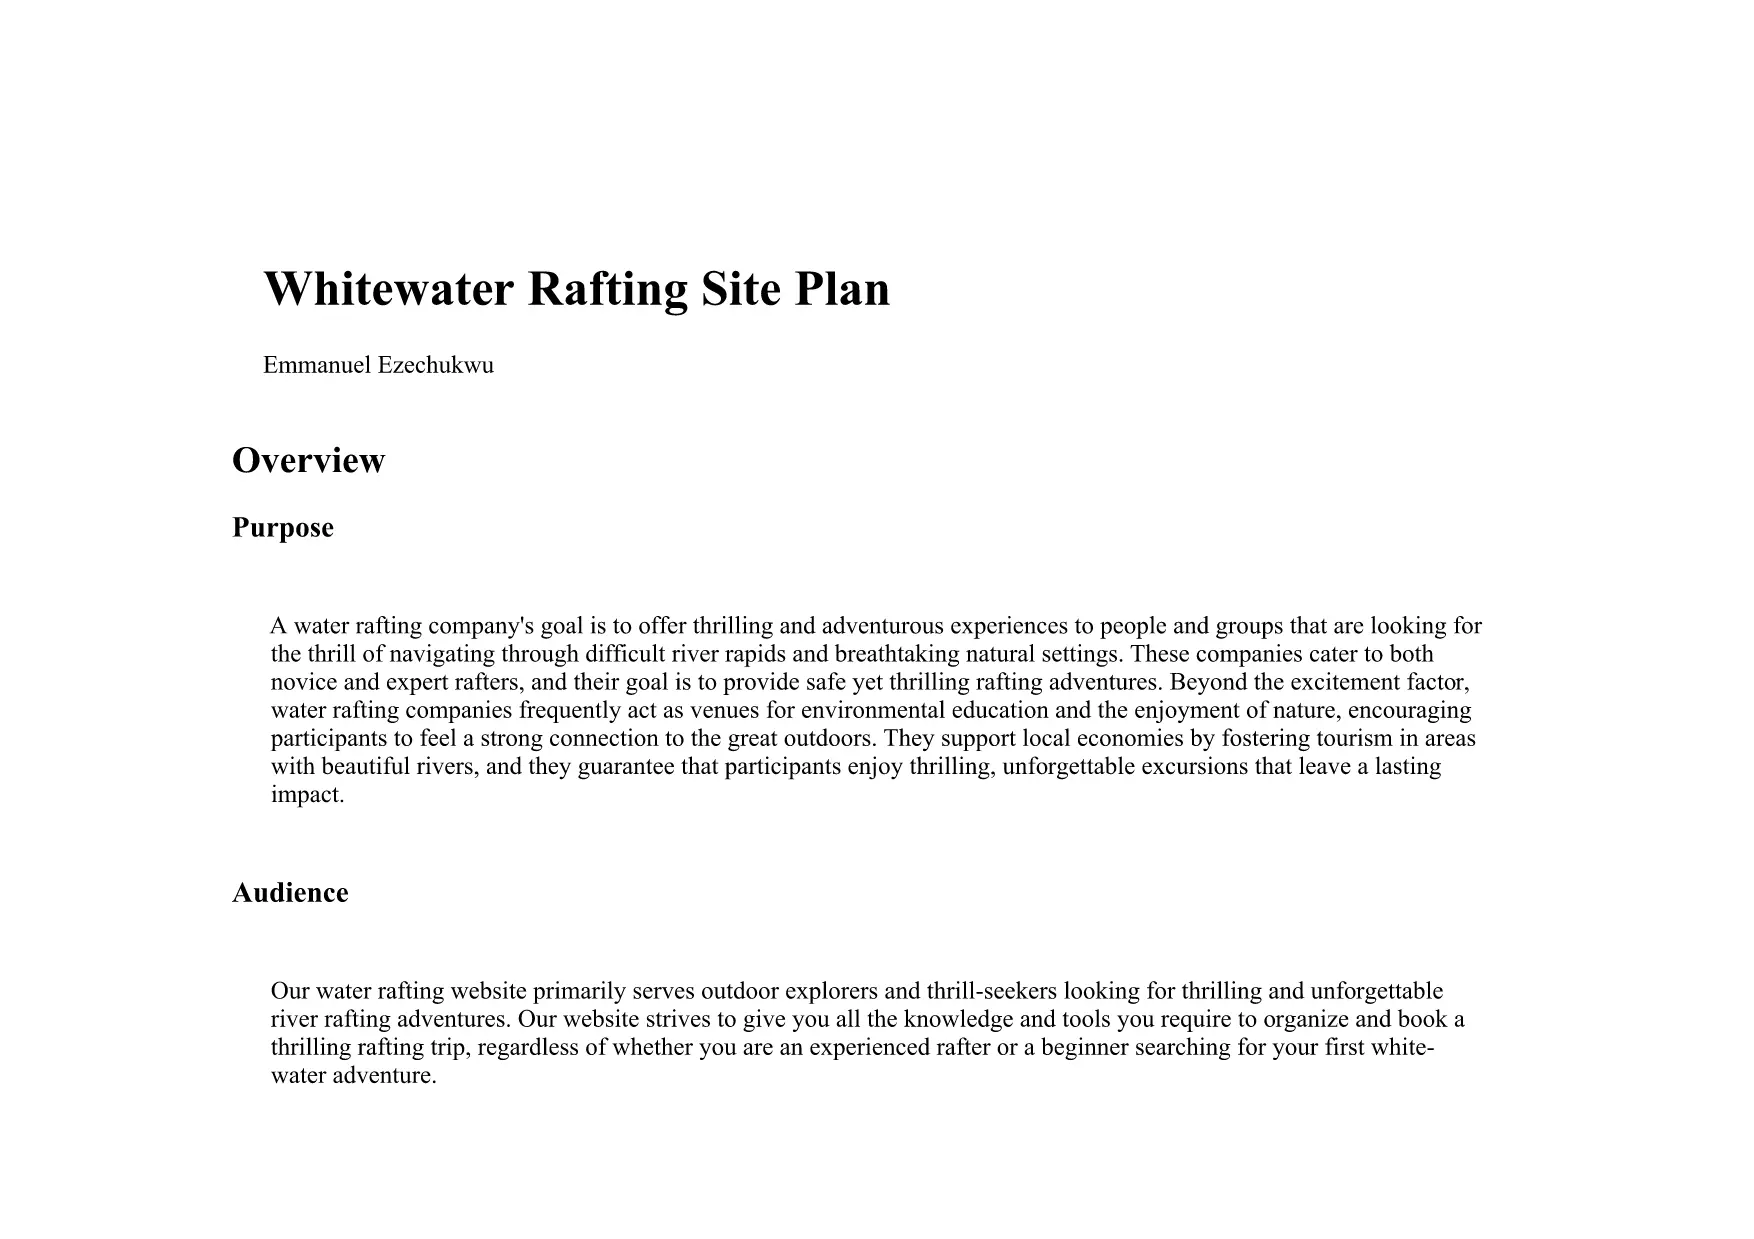 Whitewater Rafting Site Plan
Emmanuel Ezechukwu
Overview
Purpose
A water rafting company's goal is to offer thrilling and adventurous experiences to people and groups that are looking for
the thrill of navigating through difficult river rapids and breathtaking natural settings. These companies cater to both
novice and expert rafters, and their goal is to provide safe yet thrilling rafting adventures. Beyond the excitement factor,
water rafting companies frequently act as venues for environmental education and the enjoyment of nature, encouraging
participants to feel a strong connection to the great outdoors. They support local economies by fostering tourism in areas
with beautiful rivers, and they guarantee that participants enjoy thrilling, unforgettable excursions that leave a lasting
impact.
Audience
Our water rafting website primarily serves outdoor explorers and thrill-seekers looking for thrilling and unforgettable
river rafting adventures. Our website strives to give you all the knowledge and tools you require to organize and book a
thrilling rafting trip, regardless of whether you are an experienced rafter or a beginner searching for your first white-
water adventure.